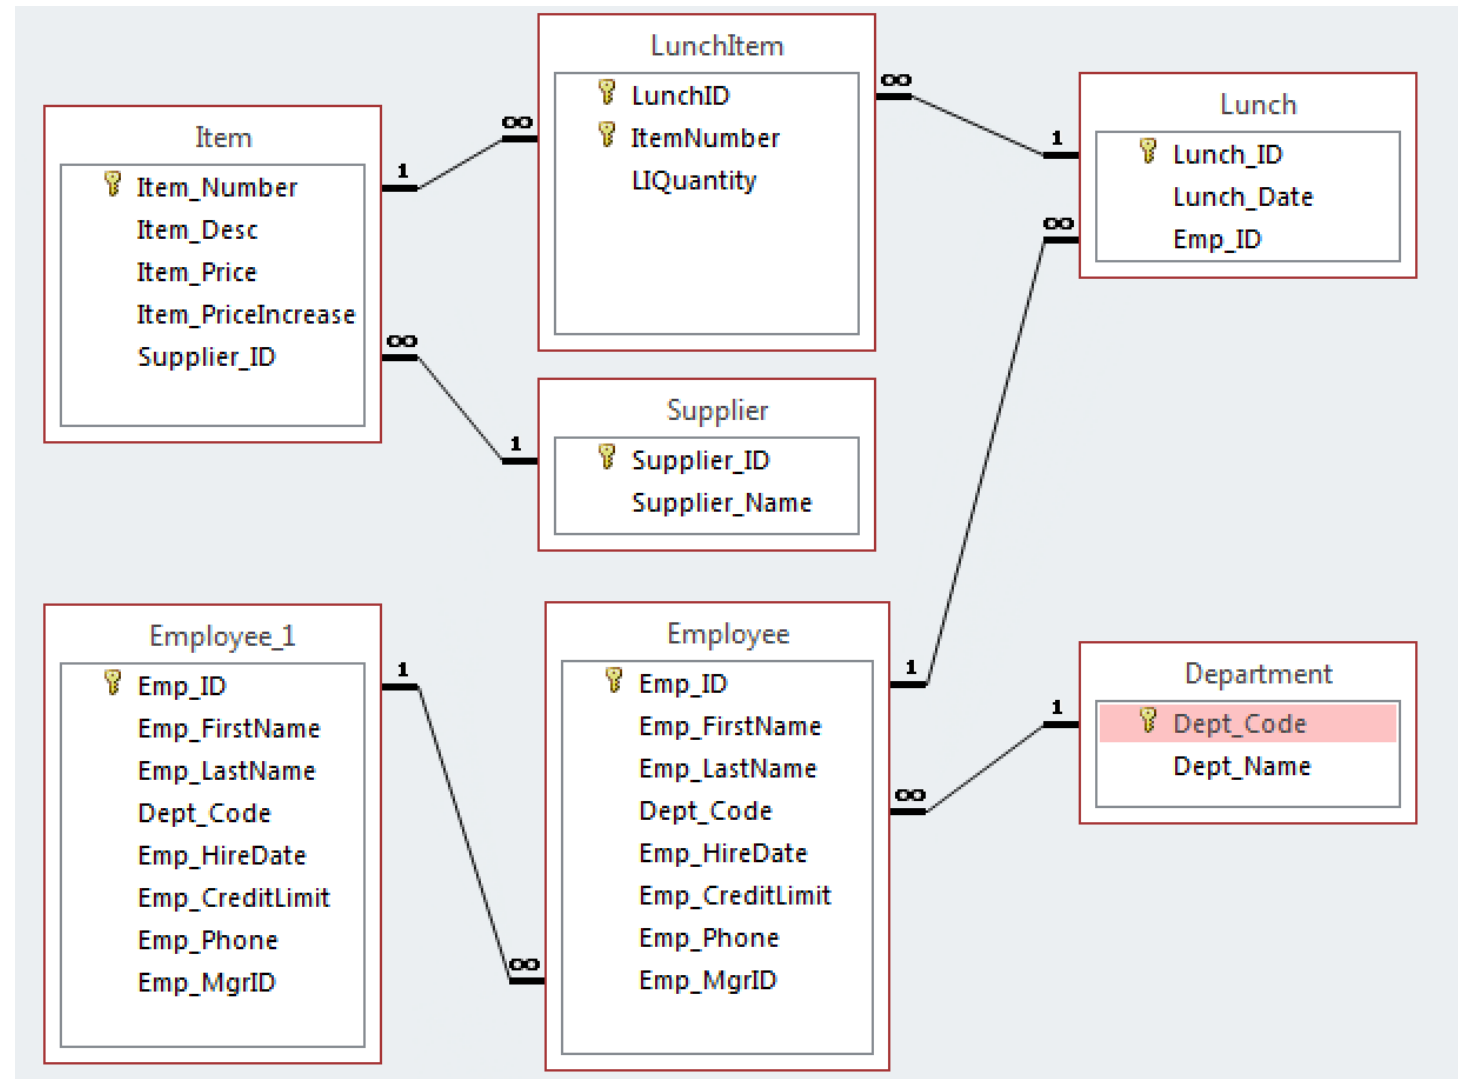 LunchItem
LunchID
ItemNumber
LIQuantity
∞
∞
Lunch
Lunch_ID
Lunch_Date
Emp_ID
1
∞
Item
Item_Number
Item_Desc
Item_Price
Item_PriceIncrease
Supplier_ID
1
∞
Supplier
Supplier_ID
Supplier_Name
1
Employee_1
Emp_ID
Emp_FirstName
Emp_LastName
Dept_Code
Emp_HireDate
Emp_CreditLimit
Emp_Phone
Emp_MgrID
1
∞
Employee
Emp_ID
Emp_FirstName
Emp_LastName
Dept_Code
Emp_HireDate
Emp_CreditLimit
Emp_Phone
Emp_MgrID
1
∞
Department
Dept_Code
Dept_Name
1